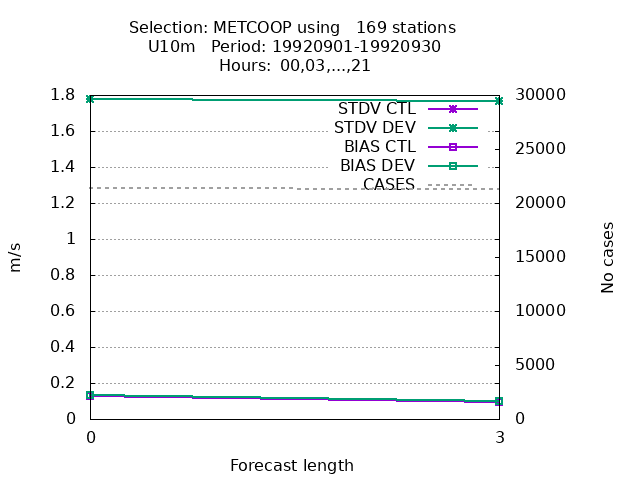 Selection: METCOOP using   169 stations
U10m   Period: 19920901-19920930
Hours:  00,03,...,21
1.8
1.6
1.4
1.2
1
0.8
0.6
0.4
0.2
0
m/s
STDV CTL
STDV DEV
BIAS CTL
BIAS DEV
CASES
30000
25000
20000
15000
10000
5000
0
No cases
0
3
Forecast length